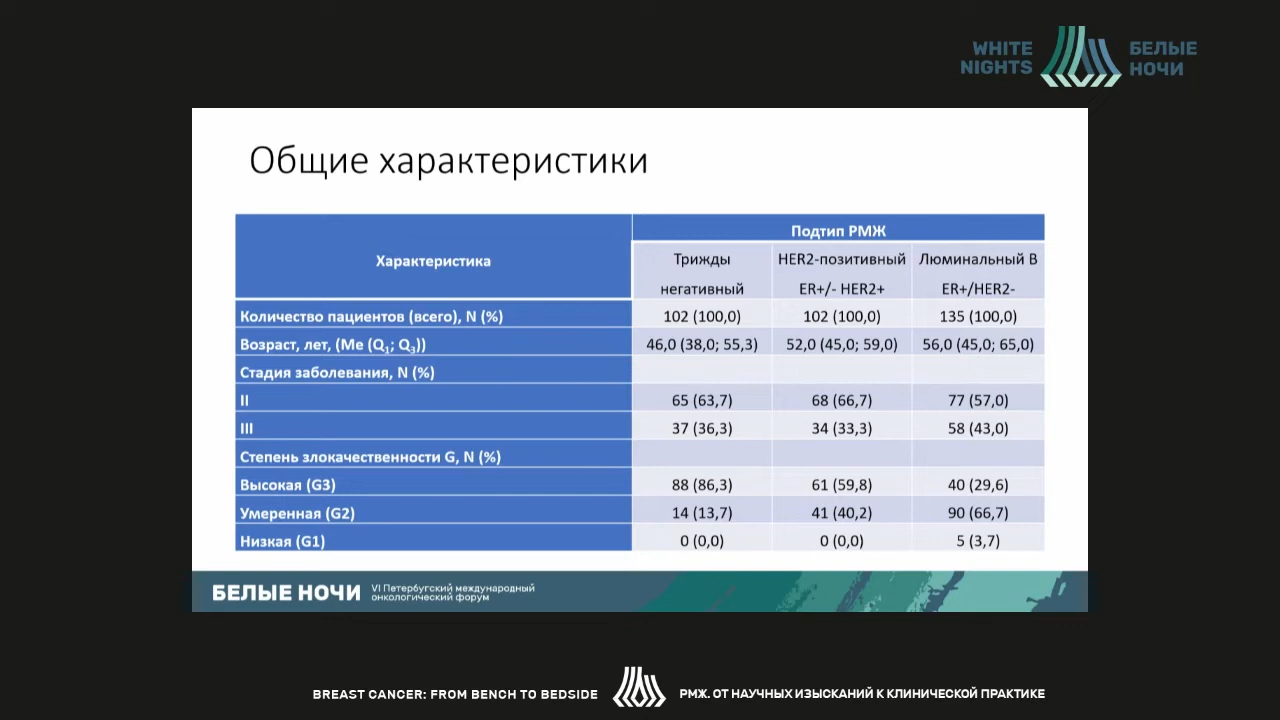 WHITE
NIGHTS
БЕЛЫЕ
НОЧИ
Общие характеристики
Характеристика
Подтип РМЖ
Трижды
негативный
HER2-позитивный
ER+/- HER2+
Люминальный B
ER+/HER2-
Количество пациентов (всего), N (%) 102 (100,0) 102 (100,0) 135 (100,0)
Возраст, лет, (Me (Q1; Q3)) 46,0 (38,0; 55,3) 52,0 (45,0; 59,0) 56,0 (45,0; 65,0)
Стадия заболевания, N (%)
II 65 (63,7) 68 (66,7) 77 (57,0)
III 37 (36,3) 34 (33,3) 58 (43,0)
Степень злокачественности G, N (%)
Высокая (G3) 88 (86,3) 61 (59,8) 40 (29,6)
Умеренная (G2) 14 (13,7) 41 (40,2) 90 (66,7)
Низкая (G1) 0 (0,0) 0 (0,0) 5 (3,7)
БЕЛЫЕ НОЧИ
VI Петербургский международный
онкологический форум
BREAST CANCER: FROM BENCH TO BEDSIDE
РМЖ. ОТ НАУЧНЫХ ИЗЫСКАНИЙ К КЛИНИЧЕСКОЙ ПРАКТИКЕ